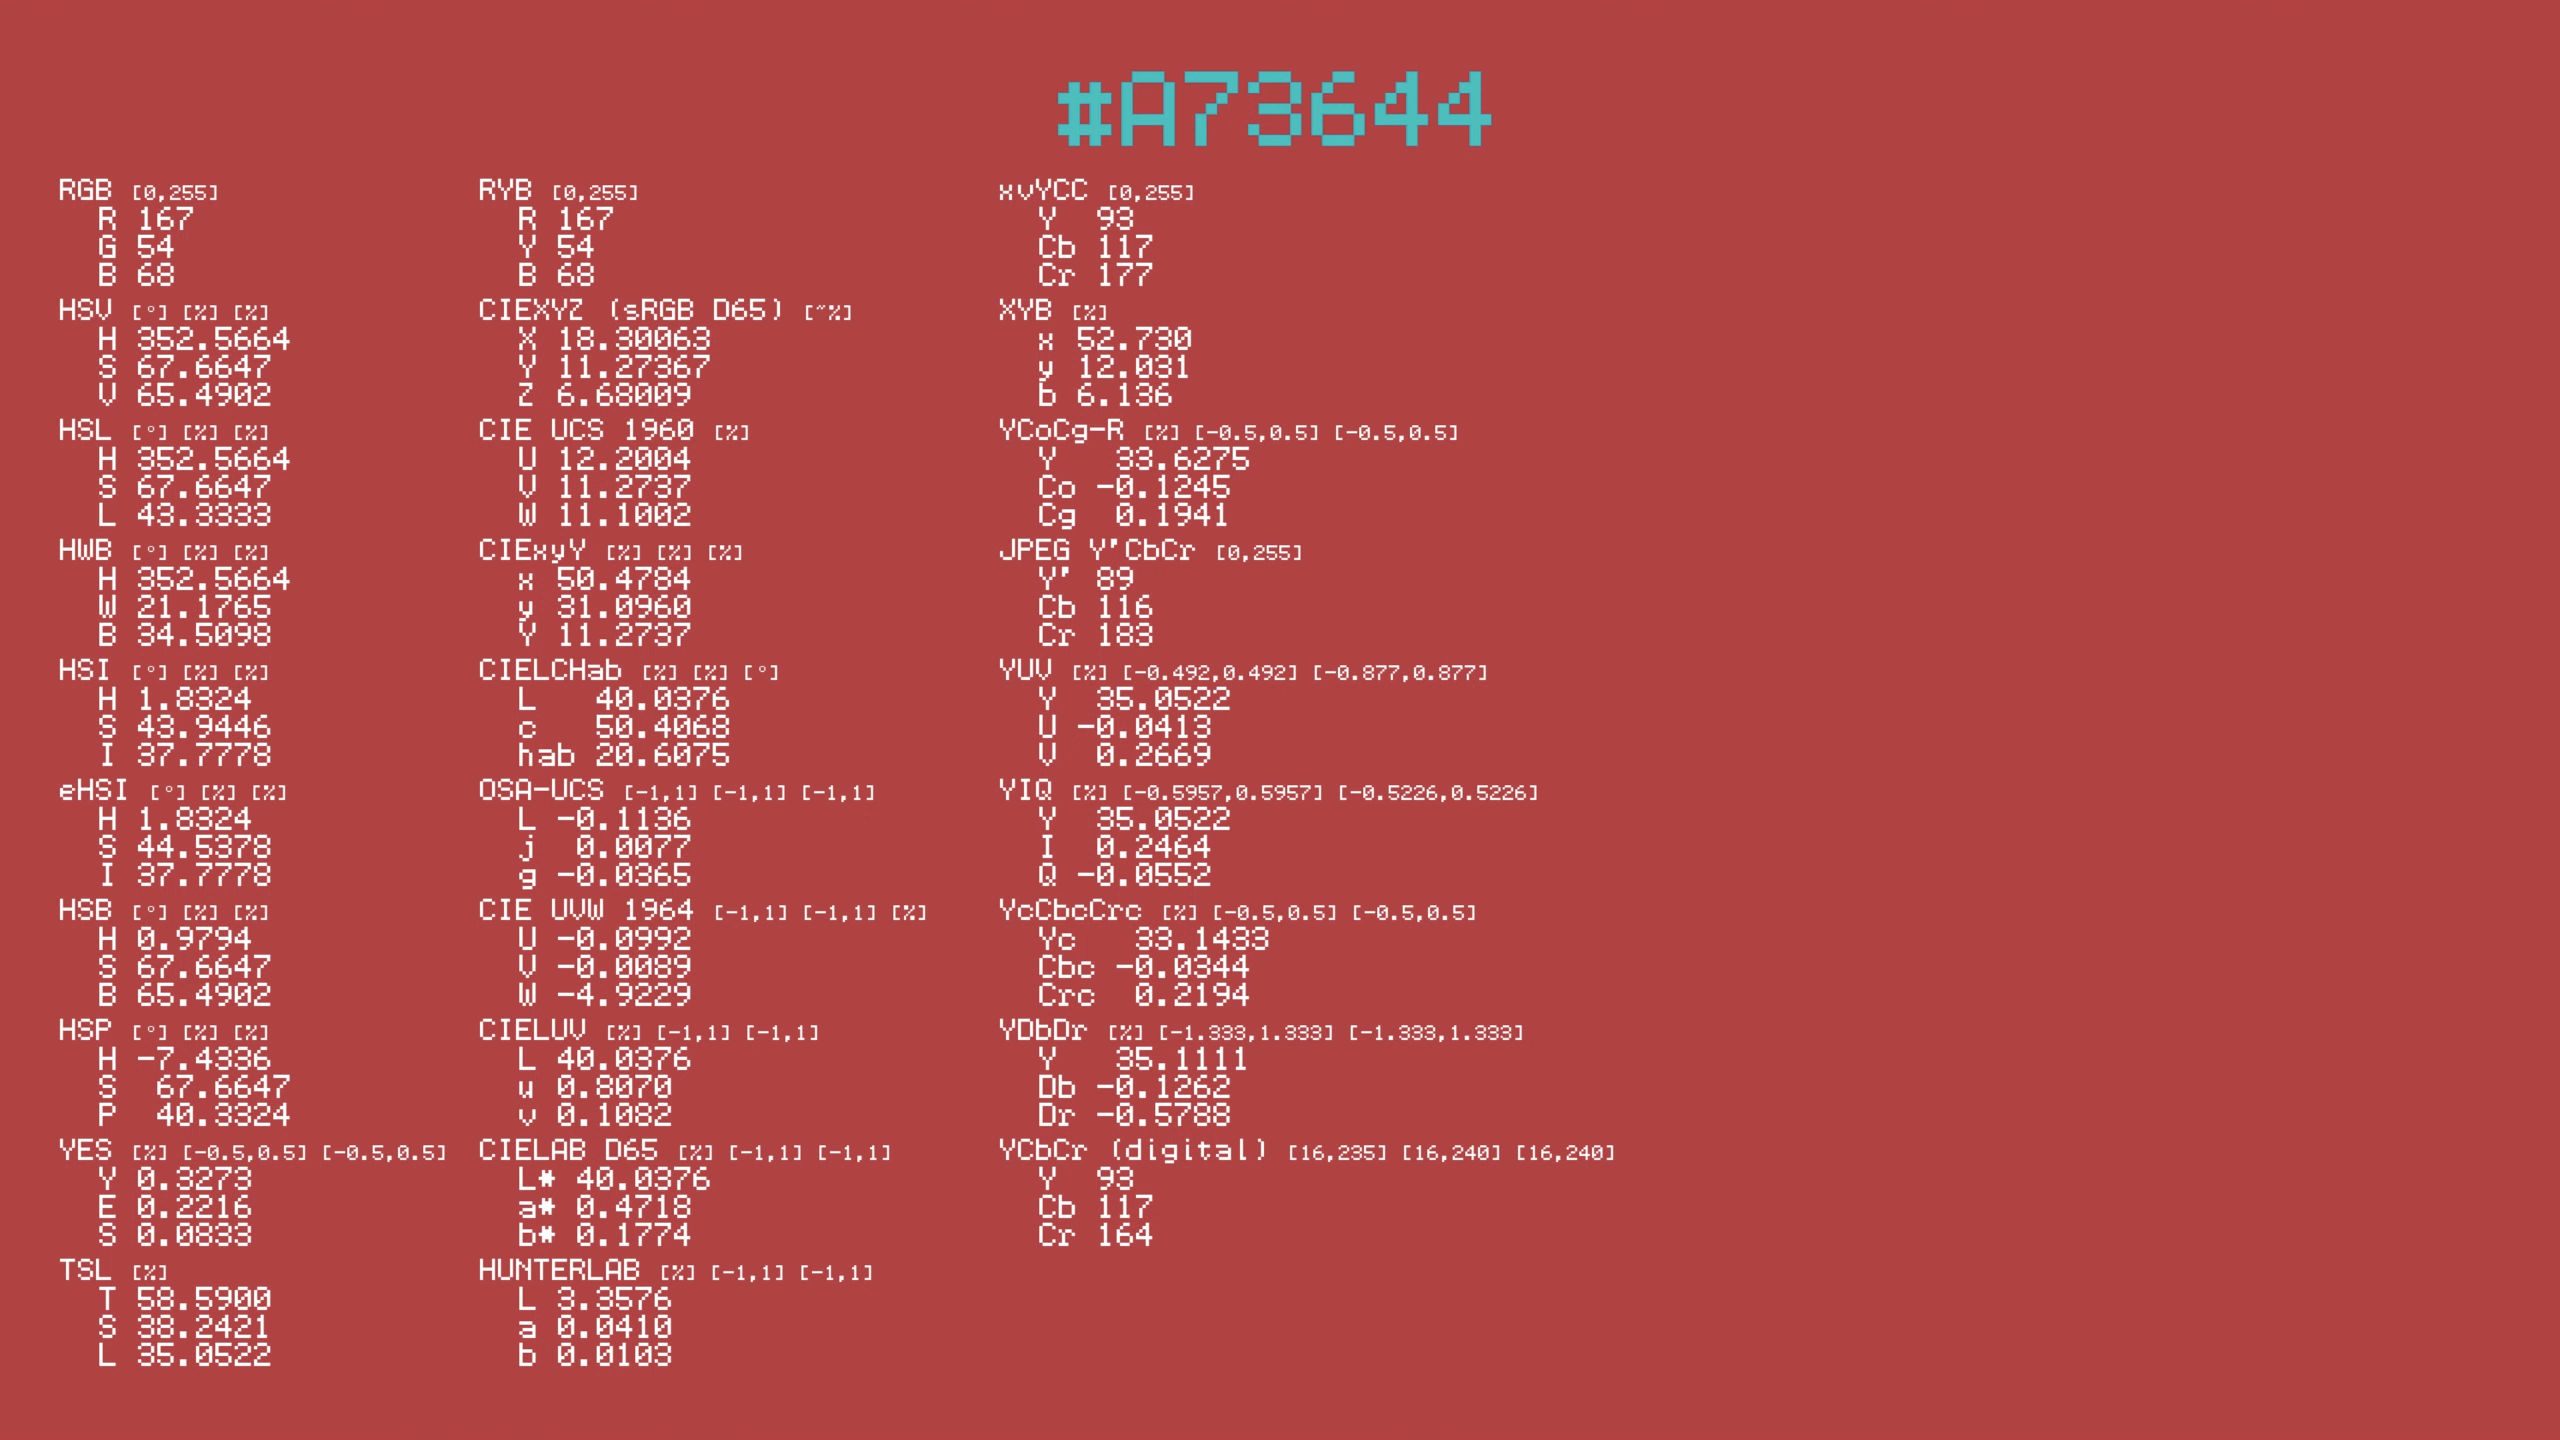 #A73644
RGB [0,255]
R 167
G 54
B 68
HSV [°] [%] [%]
H 352.5664
S 67.6647
V 65.4902
HSL [°] [%] [%]
H 352.5664
S 67.6647
L 43.3333
HWB [°] [%] [%]
H 352.5664
W 21.1765
B 34.5098
HSI [°] [%] [%]
H 1.8324
S 43.9446
I 37.7778
eHSI [°] [%] [%]
H 1.8324
S 44.5378
I 37.7778
HSB [°] [%] [%]
H 0.9794
S 67.6647
B 65.4902
HSP [°] [%] [%]
H -7.4336
S 67.6647
P 40.3324
YES [%] [-0.5,0.5] [-0.5,0.5]
Y 0.3273
E 0.2216
S 0.0833
TSL [%]
T 58.5900
S 38.2421
L 35.0522
RYB [0,255]
R 167
Y 54
B 68
CIEXYZ (sRGB D65) [~%]
X 18.30063
Y 11.27367
Z 6.68009
CIE UCS 1960 [%]
U 12.2004
V 11.2737
W 11.1002
CIExyY [%] [%] [%]
x 50.4784
y 31.0960
Y 11.2737
CIELCHab [%] [%] [°]
L 40.0376
c 50.4068
hab 20.6075
OSA-UCS [-1,1] [-1,1] [-1,1]
L -0.1136
j 0.0077
g -0.0365
CIE UVW 1964 [-1,1] [-1,1] [%]
U -0.0992
V -0.0089
W -4.9229
CIELUV [%] [-1,1] [-1,1]
L 40.0376
u 0.8070
v 0.1082
CIELAB D65 [%] [-1,1] [-1,1]
L* 40.0376
a* 0.4718
b* 0.1774
HUNTERLAB [%] [-1,1] [-1,1]
L 3.3576
a 0.0410
b 0.0103
xvYCC [0,255]
Y 93
Cb 117
Cr 177
XYB [%]
x 52.730
y 12.031
b 6.136
YCoCg-R [%] [-0.5,0.5] [-0.5,0.5]
Y 33.6275
Co -0.1245
Cg 0.1941
JPEG Y'CbCr [0,255]
Y' 89
Cb 116
Cr 183
YUV [%] [-0.492,0.492] [-0.877,0.877]
Y 35.0522
U -0.0413
V 0.2669
YIQ [%] [-0.5957,0.5957] [-0.5226,0.5226]
Y 35.0522
I 0.2464
Q -0.0552
YcCbcCrc [%] [-0.5,0.5] [-0.5,0.5]
Yc 33.1433
Cbc -0.0344
Crc 0.2194
YDbDr [%] [-1.333,1.333] [-1.333,1.333]
Y 35.1111
Db -0.1262
Dr -0.5788
YCbCr (digital) [16,235] [16,240] [16,240]
Y 93
Cb 117
Cr 164